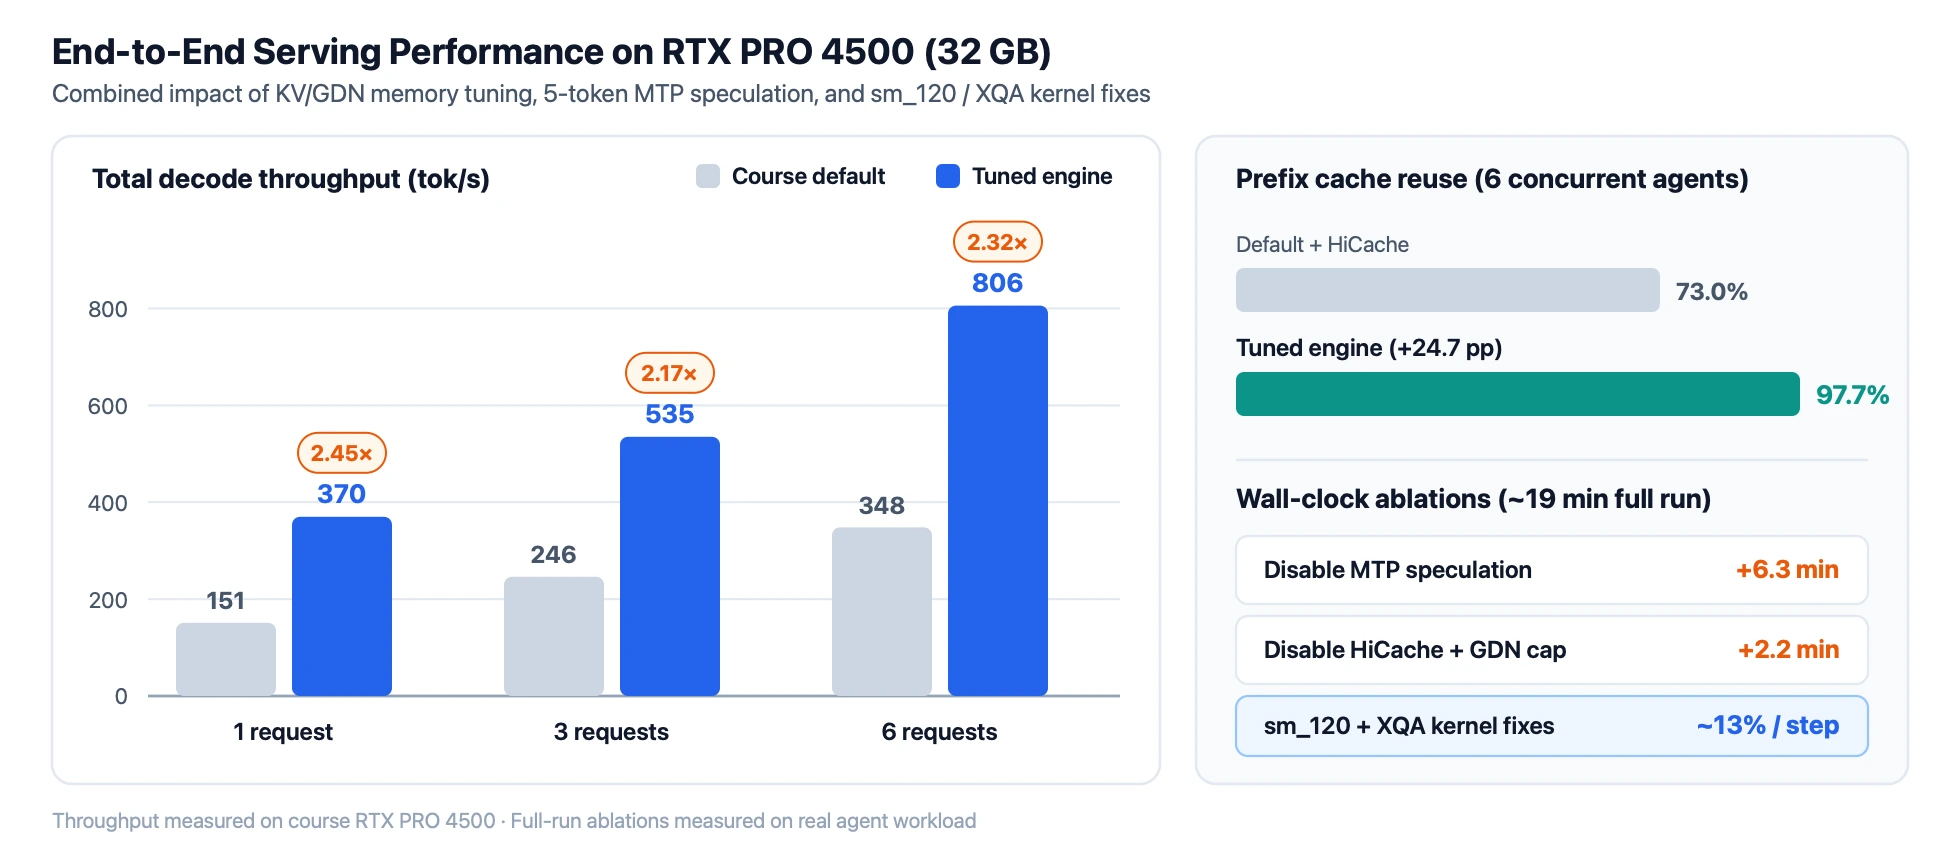 End-to-End Serving Performance on RTX PRO 4500 (32 GB)
Combined impact of KV/GDN memory tuning, 5-token MTP speculation, and sm_120 / XQA kernel fixes
Total decode throughput (tok/s)
Course default
Tuned engine
800
600
400
200
0
151
2.45×
370
246
2.17×
535
348
2.32×
806
1 request
3 requests
6 requests
Prefix cache reuse (6 concurrent agents)
Default + HiCache
73.0%
Tuned engine (+24.7 pp)
97.7%
Wall-clock ablations (~19 min full run)
Disable MTP speculation +6.3 min
Disable HiCache + GDN cap +2.2 min
sm_120 + XQA kernel fixes ~13% / step
Throughput measured on course RTX PRO 4500 · Full-run ablations measured on real agent workload